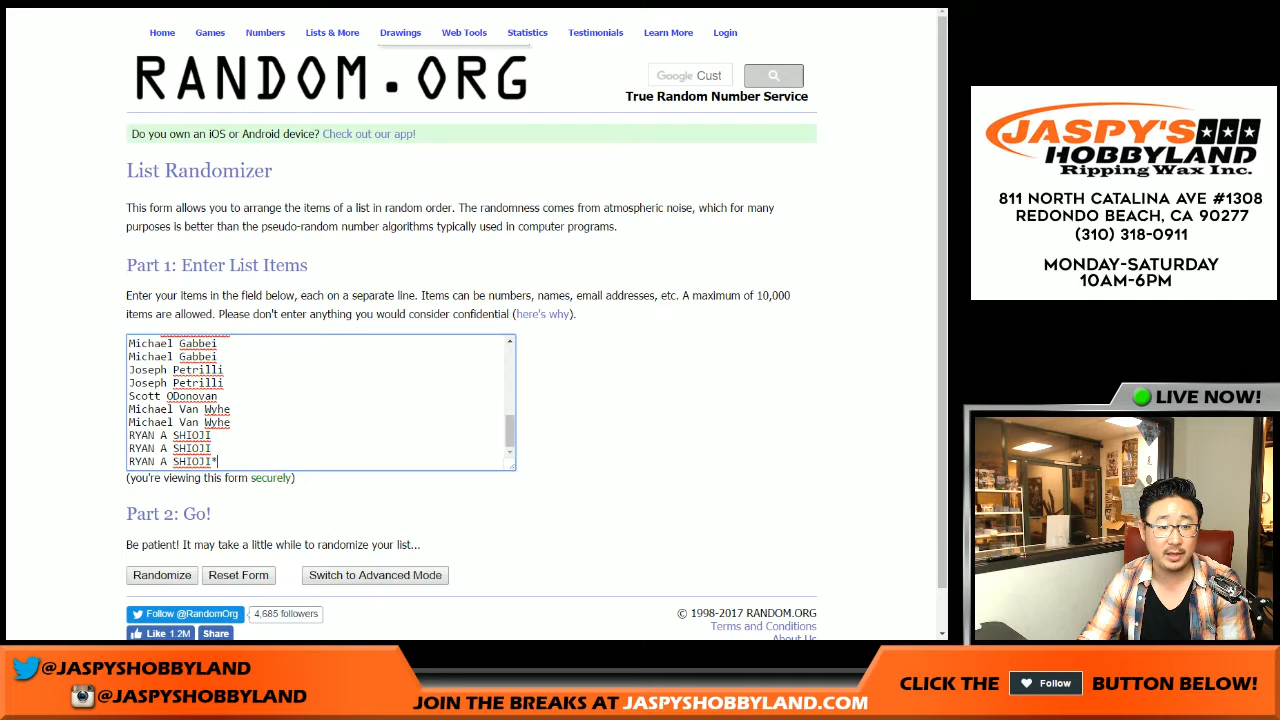 Home Games Numbers Lists & More Drawings Web Tools Statistics Testimonials Learn More Login
RANDOM.ORG
Google Cust
True Random Number Service
Do you own an iOS or Android device? Check out our app!
List Randomizer
This form allows you to arrange the items of a list in random order. The randomness comes from atmospheric noise, which for many
purposes is better than the pseudo-random number algorithms typically used in computer programs.
Part 1: Enter List Items
Enter your items in the field below, each on a separate line. Items can be numbers, names, email addresses, etc. A maximum of 10,000
items are allowed. Please don't enter anything you would consider confidential (here's why).
Michael Gabbei
Michael Gabbei
Joseph Petrilli
Joseph Petrilli
Scott ODonovan
Michael Van Wyhe
Michael Van Wyhe
RYAN A SHIOJI
RYAN A SHIOJI
RYAN A SHIOJI*
(you're viewing this form securely)
Part 2: Go!
Be patient! It may take a little while to randomize your list...
Randomize Reset Form Switch to Advanced Mode
Follow @RandomOrg 4,685 followers
Like 1.2M Share
© 1998-2017 RANDOM.ORG
Terms and Conditions
About Us
JASPY'S
HOBBYLAND
Ripping Wax Inc.
811 NORTH CATALINA AVE #1308
REDONDO BEACH, CA 90277
(310) 318-0911
MONDAY-SATURDAY
10AM-6PM
LIVE NOW!
@JASPYSHOBBYLAND
@JASPYSHOBBYLAND
JOIN THE BREAKS AT JASPYSHOBBYLAND.COM
CLICK THE Follow BUTTON BELOW!